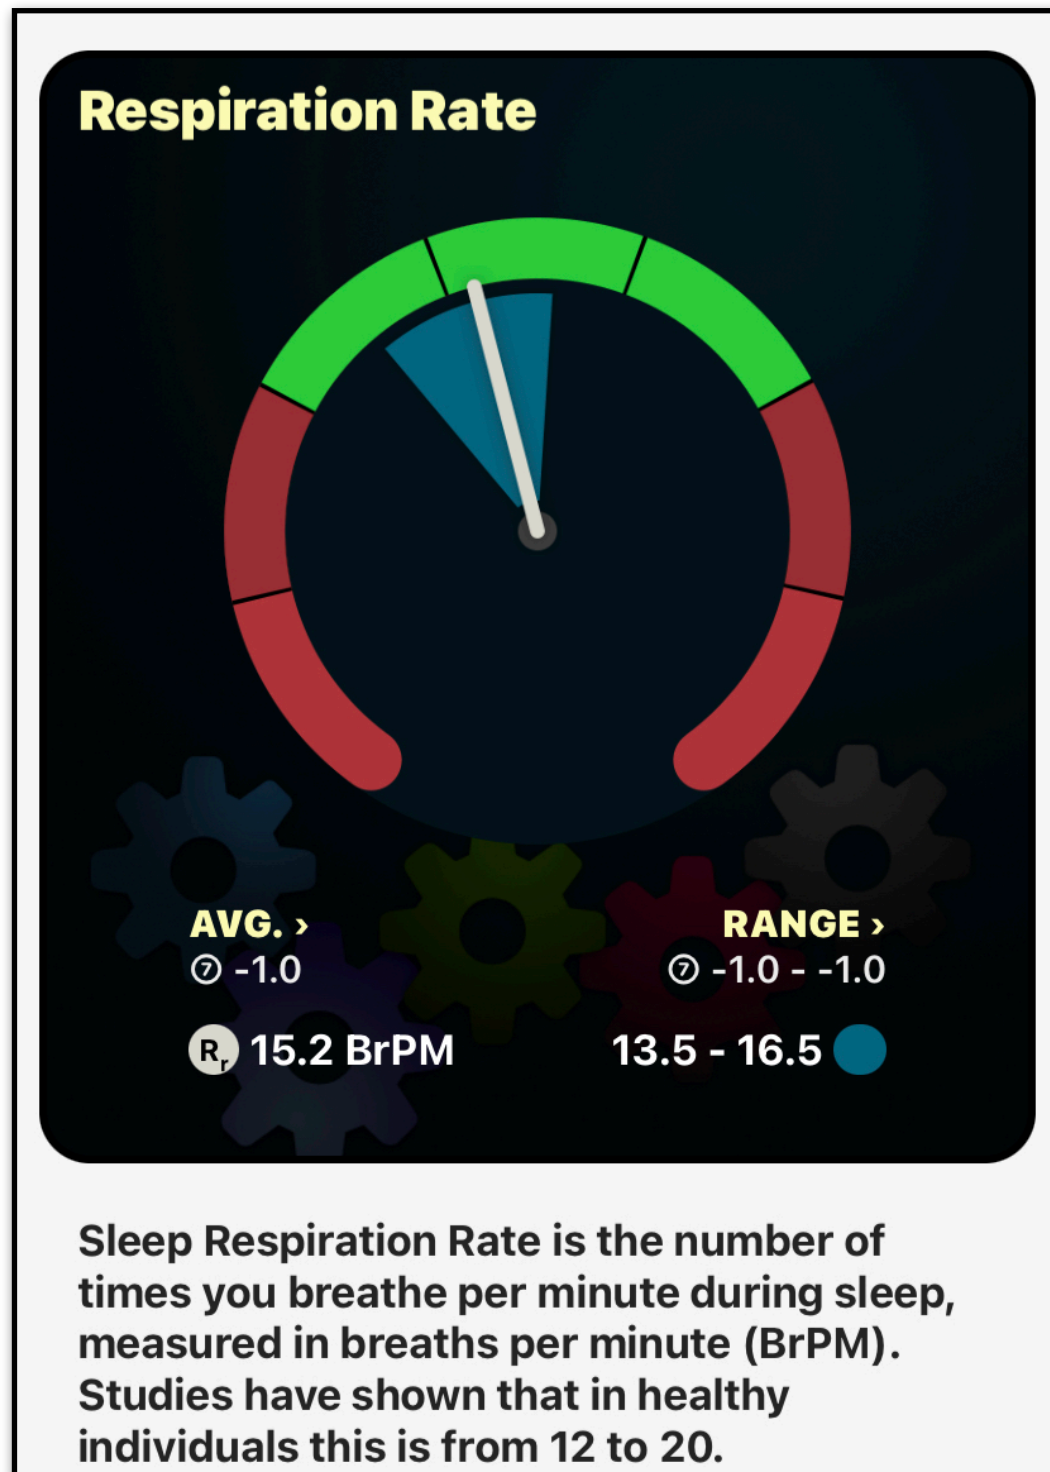 Respiration Rate
AVG. ›
⑦ -1.0
RANGE ›
⑦ -1.0 - -1.0
Rr 15.2 BrPM
13.5 - 16.5
Sleep Respiration Rate is the number of
times you breathe per minute during sleep,
measured in breaths per minute (BrPM).
Studies have shown that in healthy
individuals this is from 12 to 20.